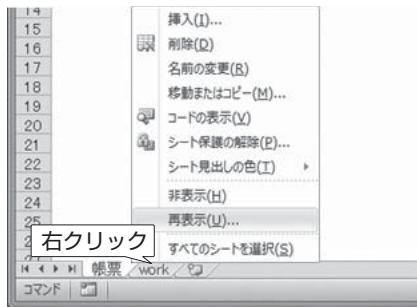 14
15
16
17
18
19
20
21
22
23
24
25
挿入(I)...
削除(D)
名前の変更(R)
移動またはコピー(M)...
コードの表示(V)
シート保護の解除(P)...
シート見出しの色(T)
非表示(H)
再表示(U)...
すべてのシートを選択(S)
右クリック
帳票 work
コマンド